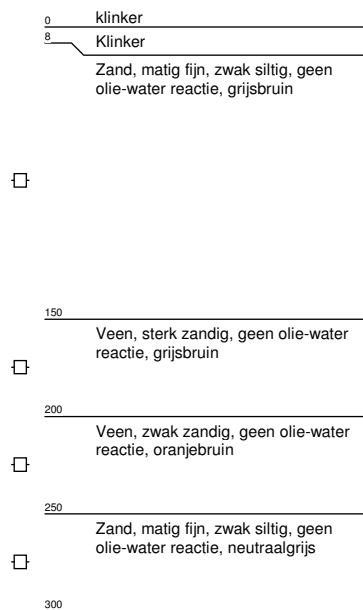 0 klinker
8 Klinker
Zand, matig fijn, zwak siltig, geen
olie-water reactie, grijsbruin
150
Veen, sterk zandig, geen olie-water
reactie, grijsbruin
200
Veen, zwak zandig, geen olie-water
reactie, oranjebruin
250
Zand, matig fijn, zwak siltig, geen
olie-water reactie, neutraalgrijs
300